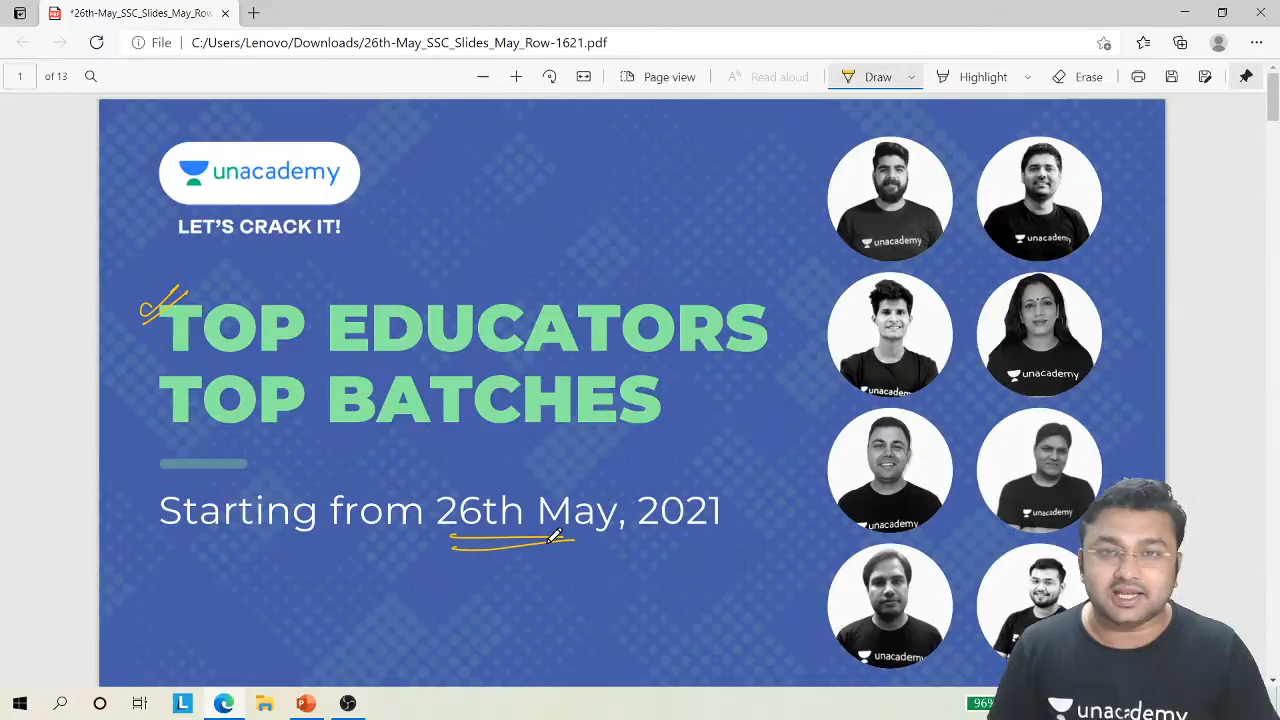 *26th-May_SSC_Slides_May_Row-
File C:/Users/Lenovo/Downloads/26th-May_SSC_Slides_May_Row-1621.pdf
1 of 13 Page view Read aloud Draw Highlight Erase
unacademy
LET'S CRACK IT!
TOP EDUCATORS
TOP BATCHES
Starting from 26th May, 2021
unacademy
unacademy
unacademy
unacademy
unacademy
unacademy
unacademy
96%
unacademy